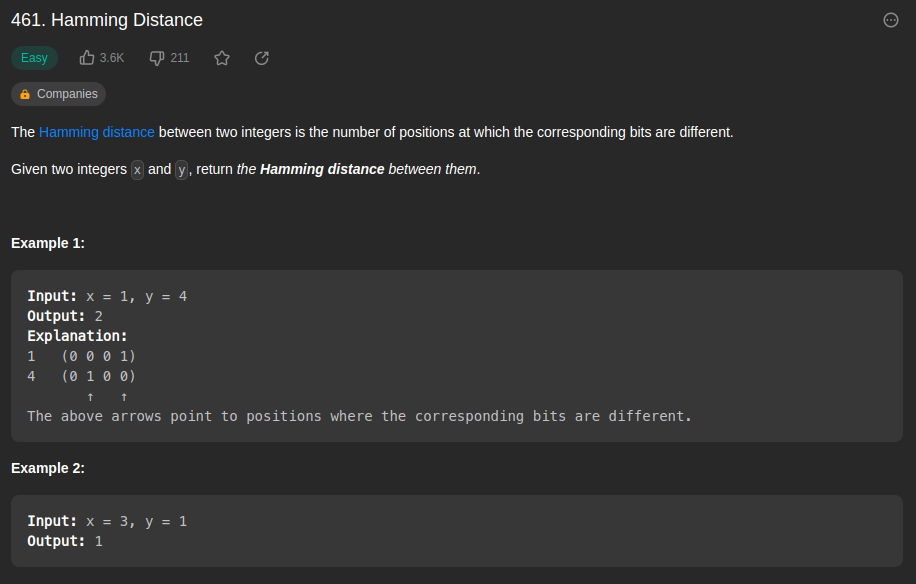 461. Hamming Distance
Easy 3.6K 211
Companies
The Hamming distance between two integers is the number of positions at which the corresponding bits are different.
Given two integers x and y, return the Hamming distance between them.
Example 1:
Input: x = 1, y = 4
Output: 2
Explanation:
1   (0 0 0 1)
4   (0 1 0 0)
       ↑   ↑
The above arrows point to positions where the corresponding bits are different.
Example 2:
Input: x = 3, y = 1
Output: 1